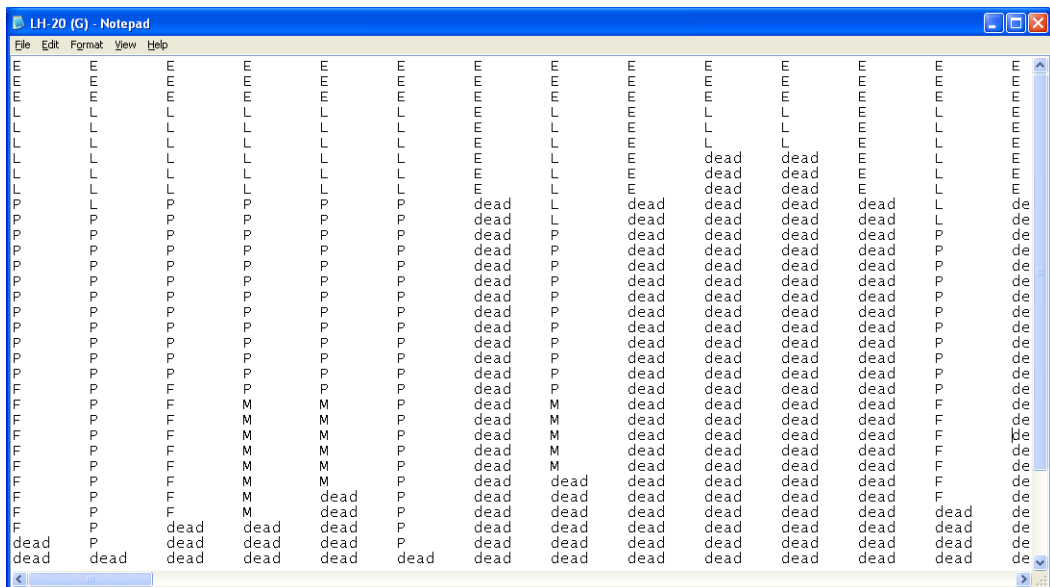 LH-20 (G) - Notepad
File Edit Format View Help
E E E E E E E E E E E E E E
E E E E E E E E E E E E E E
E E E E E E E E E E E E E E
L L L L L L E L E L L E L E
L L L L L L E L E L L E L E
L L L L L L E L E L L E L E
L L L L L L E L E dead dead E L E
L L L L L L E L E dead dead E L E
L L L L L L E L E dead dead E L E
P L P P P P dead L dead dead dead dead L de
P P P P P P dead L dead dead dead dead L de
P P P P P P dead P dead dead dead dead P de
P P P P P P dead P dead dead dead dead P de
P P P P P P dead P dead dead dead dead P de
P P P P P P dead P dead dead dead dead P de
P P P P P P dead P dead dead dead dead P de
P P P P P P dead P dead dead dead dead P de
P P P P P P dead P dead dead dead dead P de
P P P P P P dead P dead dead dead dead P de
P P P P P P dead P dead dead dead dead P de
P P P P P P dead P dead dead dead dead P de
F P F P P P dead P dead dead dead dead P de
F P F M M P dead M dead dead dead dead F de
F P F M M P dead M dead dead dead dead F de
F P F M M P dead M dead dead dead dead F de
F P F M M P dead M dead dead dead dead F de
F P F M M P dead M dead dead dead dead F de
F P F M M P dead dead dead dead dead dead F de
F P F M dead P dead dead dead dead dead dead F de
F P F M dead P dead dead dead dead dead dead dead de
F P dead dead dead P dead dead dead dead dead dead dead de
dead P dead dead dead P dead dead dead dead dead dead dead de
dead dead dead dead dead dead dead dead dead dead dead dead dead de